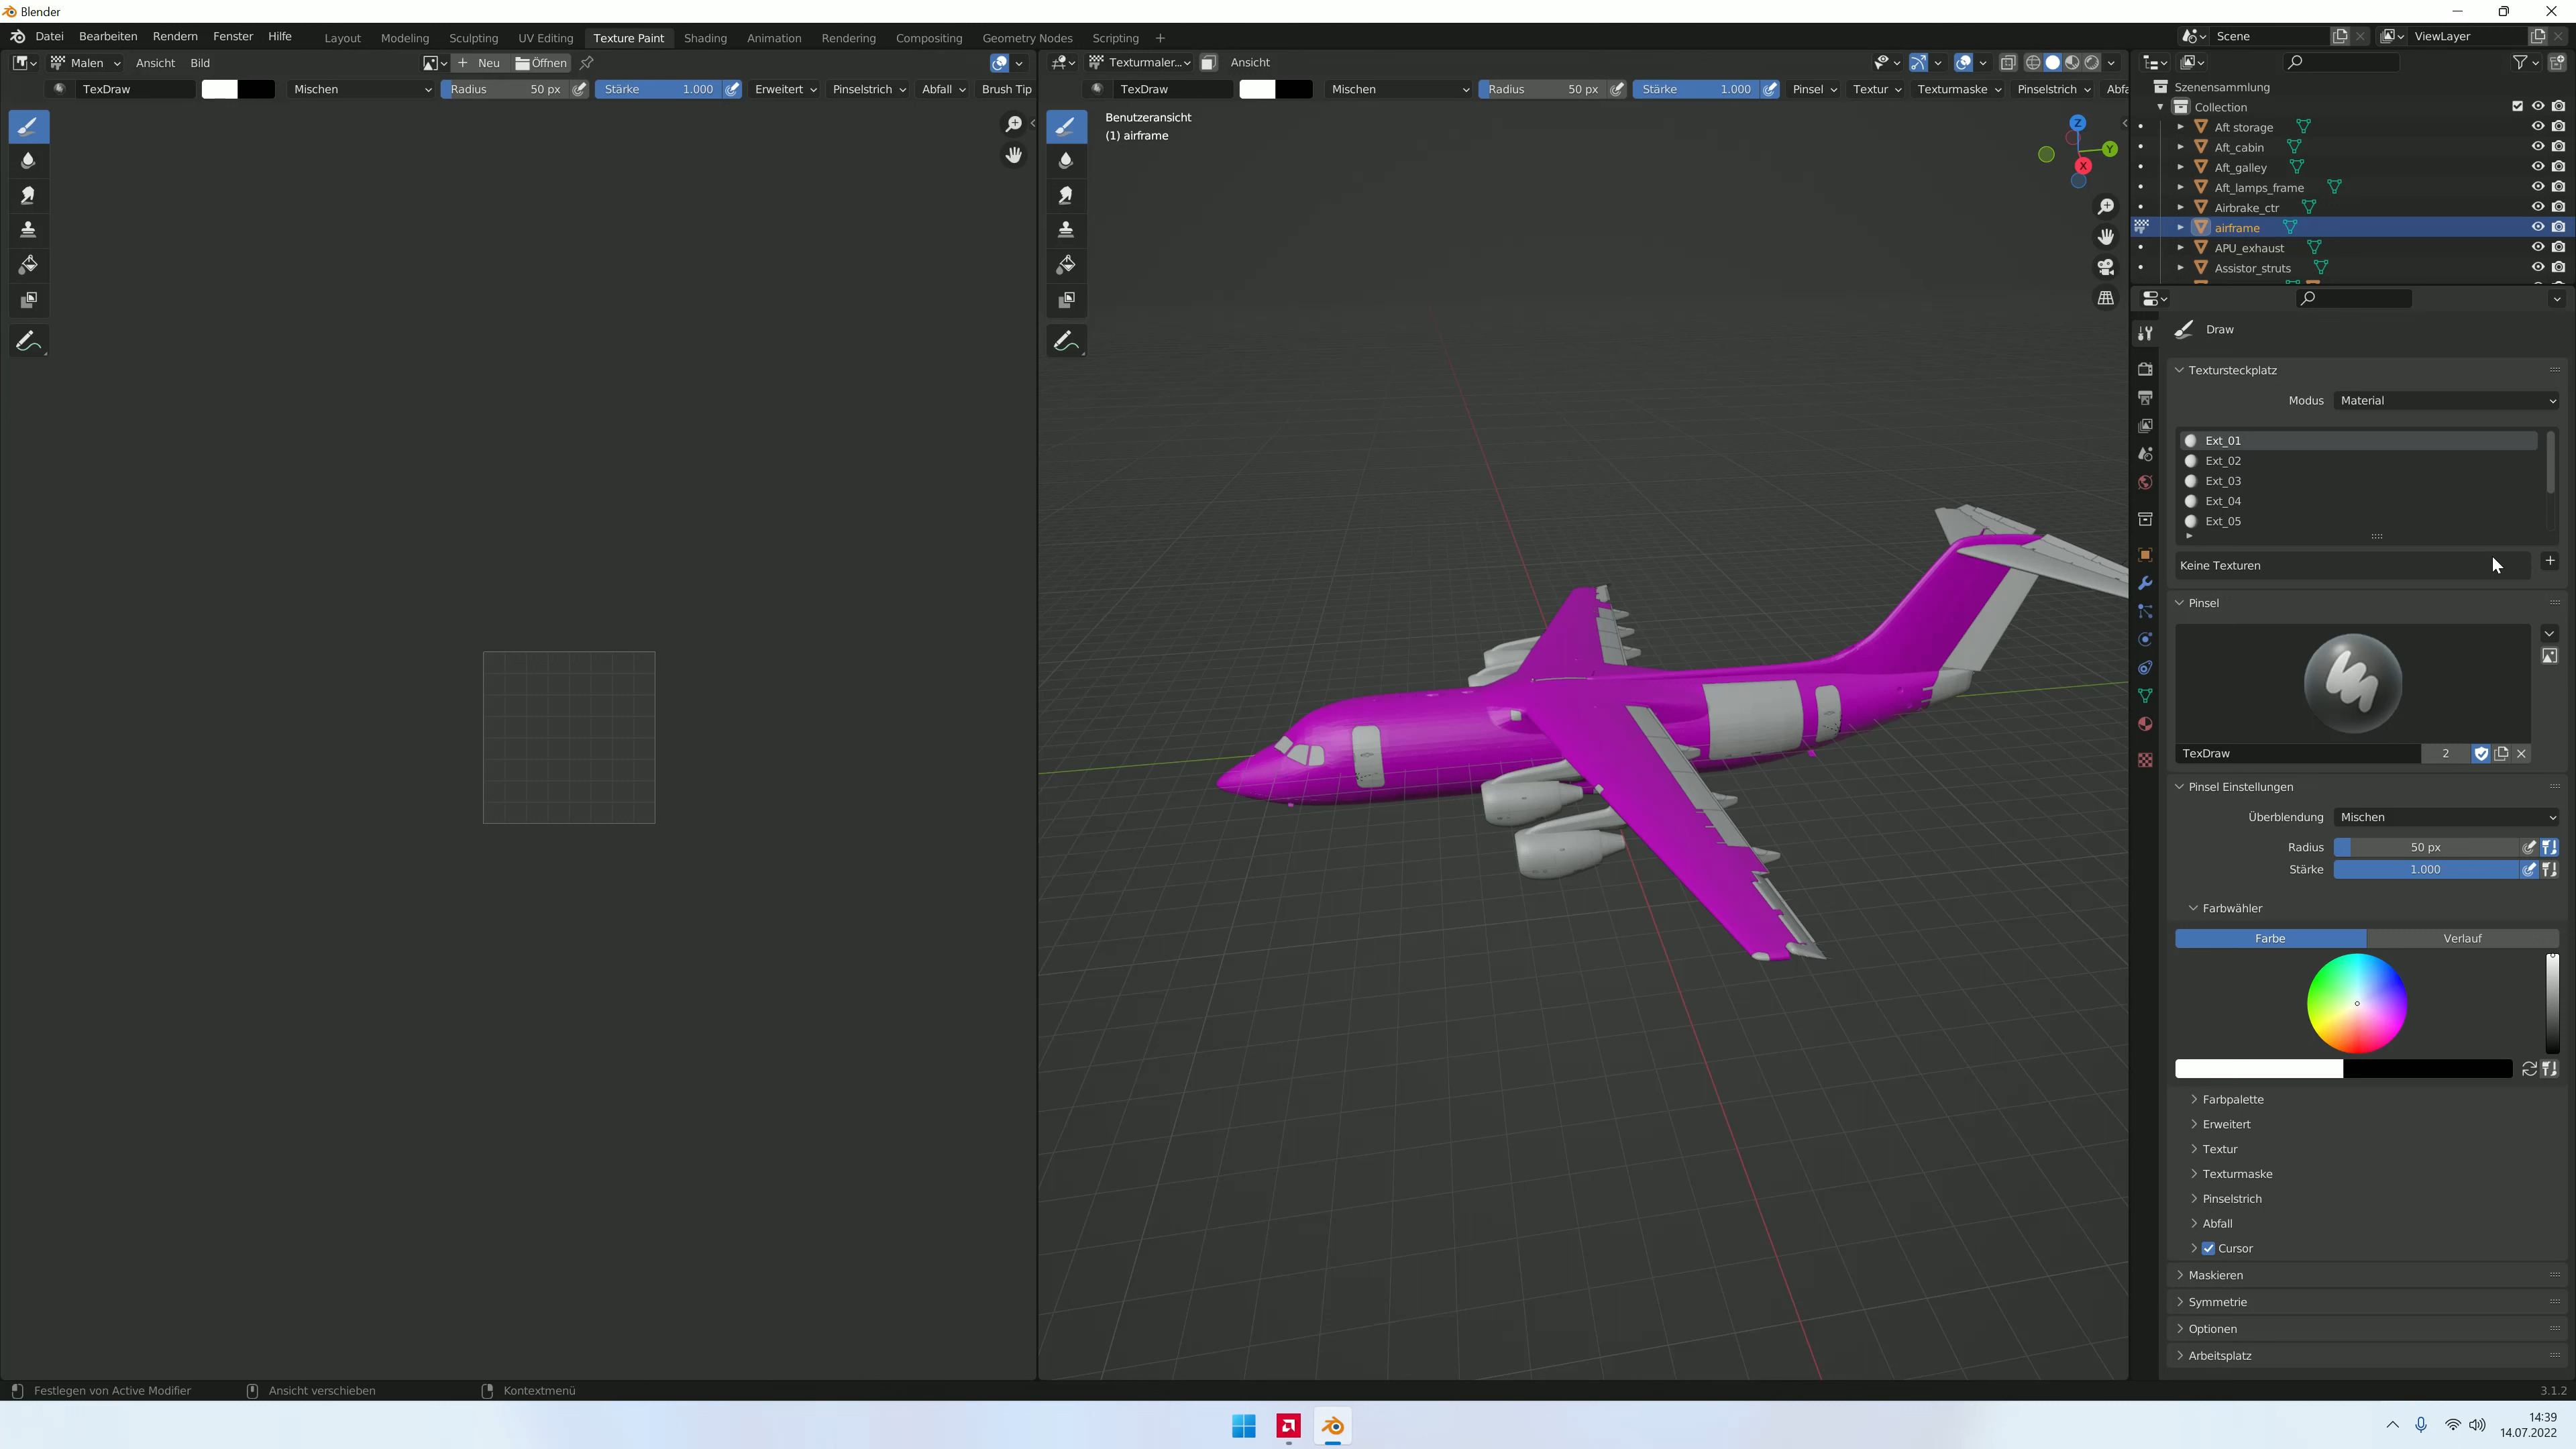 Blender
Datei Bearbeiten Rendern Fenster Hilfe Layout Modeling Sculpting UV Editing Texture Paint Shading Animation Rendering Compositing Geometry Nodes Scripting + Scene ViewLayer
Malen Ansicht Bild + Neu Öffnen
TexDraw Mischen Radius 50 px Stärke 1.000 Erweitert Pinselstrich Abfall Brush Tip
Texturmaler... Ansicht
TexDraw Mischen Radius 50 px Stärke 1.000 Pinsel Textur Texturmaske Pinselstrich Abfa
Benutzeransicht
(1) airframe
Z
Y
X
Szenensammlung
Collection
Aft storage
Aft_cabin
Aft_galley
Aft_lamps_frame
Airbrake_ctr
airframe
APU_exhaust
Assistor_struts
Draw
Textursteckplatz
Modus Material
Ext_01
Ext_02
Ext_03
Ext_04
Ext_05
Keine Texturen
Pinsel
TexDraw 2
Pinsel Einstellungen
Überblendung Mischen
Radius 50 px
Stärke 1.000
Farbwähler
Farbe Verlauf
Farbpalette
Erweitert
Textur
Texturmaske
Pinselstrich
Abfall
Cursor
Maskieren
Symmetrie
Optionen
Arbeitsplatz
Festlegen von Active Modifier Ansicht verschieben Kontextmenü 3.1.2
14:39
14.07.2022